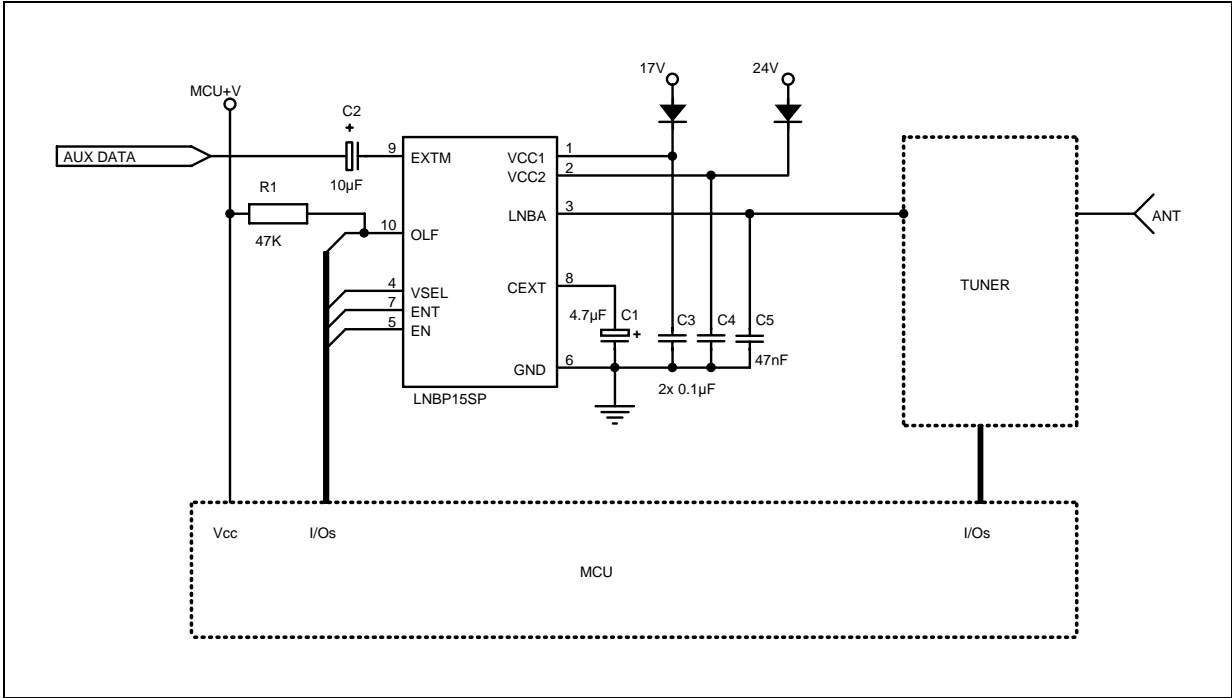 17V
24V
MCU+V
C2
+
AUX DATA
9
EXTM
VCC1
1
VCC2
2
10µF
R1
LNBA
3
ANT
47K
10
OLF
CEXT
8
TUNER
4
VSEL
7
ENT
5
EN
4.7µF
C1
+
C3
C4
C5
47nF
GND
6
2x 0.1µF
LNBP15SP
Vcc
I/Os
I/Os
MCU